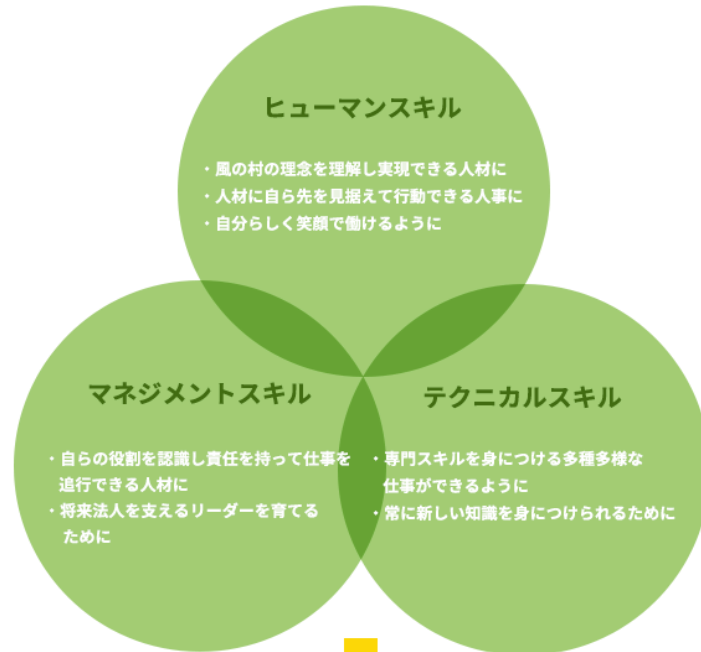 ヒューマンスキル
・風の村の理念を理解し実現できる人材に
・人材に自ら先を見据えて行動できる人事に
・自分らしく笑顔で働けるように
マネジメントスキル
・自らの役割を認識し責任を持って仕事を
追行できる人材に
・将来法人を支えるリーダーを育てる
ために
テクニカルスキル
・専門スキルを身につける多種多様な
仕事ができるように
・常に新しい知識を身につけられるために